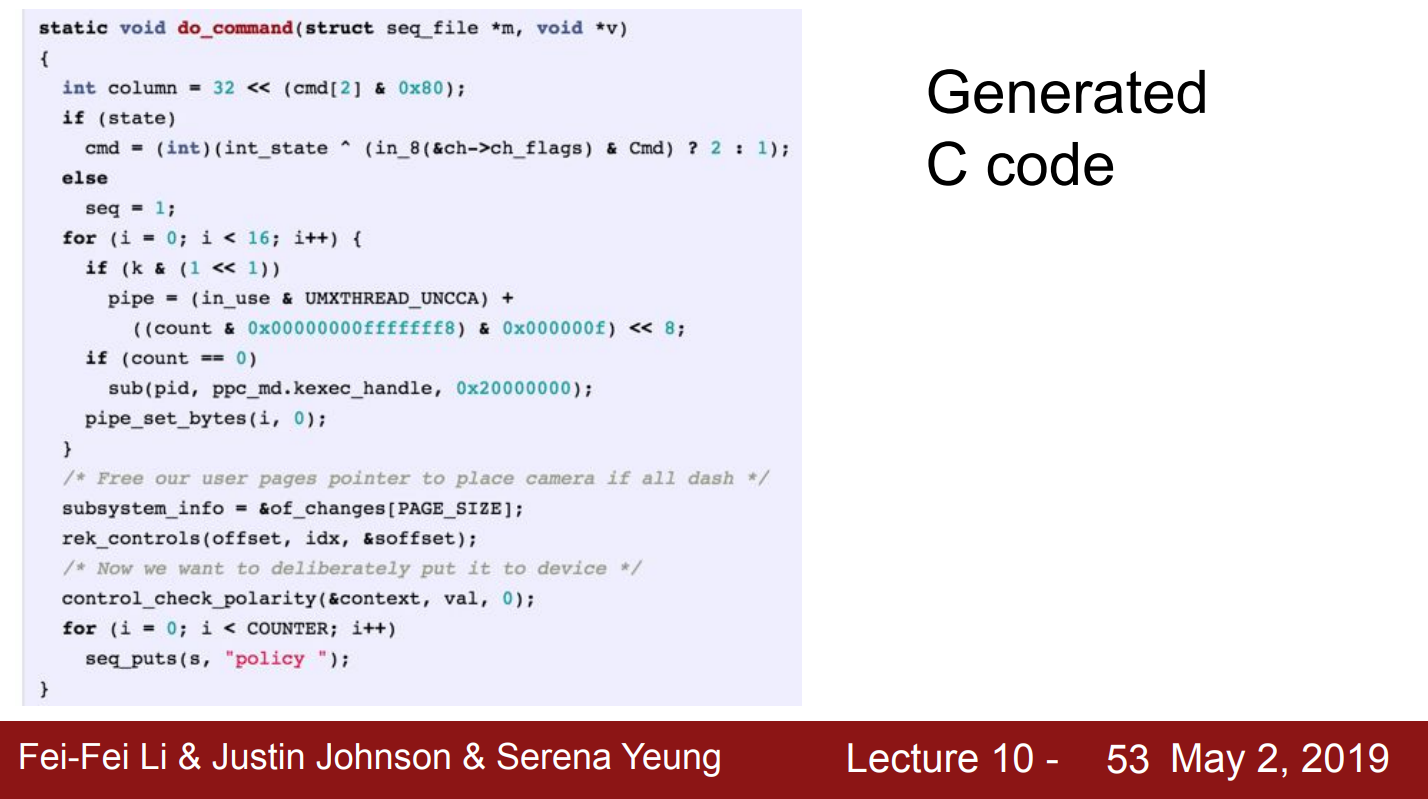 static void do_command(struct seq_file *m, void *v)
{
  int column = 32 << (cmd[2] & 0x80);
  if (state)
    cmd = (int)(int_state ^ (in_8(&ch->ch_flags) & Cmd) ? 2 : 1);
  else
    seq = 1;
  for (i = 0; i < 16; i++) {
    if (k & (1 << 1))
      pipe = (in_use & UMXTHREAD_UNCCA) +
        ((count & 0x00000000fffffff8) & 0x000000f) << 8;
    if (count == 0)
      sub(pid, ppc_md.kexec_handle, 0x20000000);
    pipe_set_bytes(i, 0);
  }
  /* Free our user pages pointer to place camera if all dash */
  subsystem_info = &of_changes[PAGE_SIZE];
  rek_controls(offset, idx, &soffset);
  /* Now we want to deliberately put it to device */
  control_check_polarity(&context, val, 0);
  for (i = 0; i < COUNTER; i++)
    seq_puts(s, "policy ");
}
Generated
C code
Fei-Fei Li & Justin Johnson & Serena Yeung Lecture 10 - 53 May 2, 2019